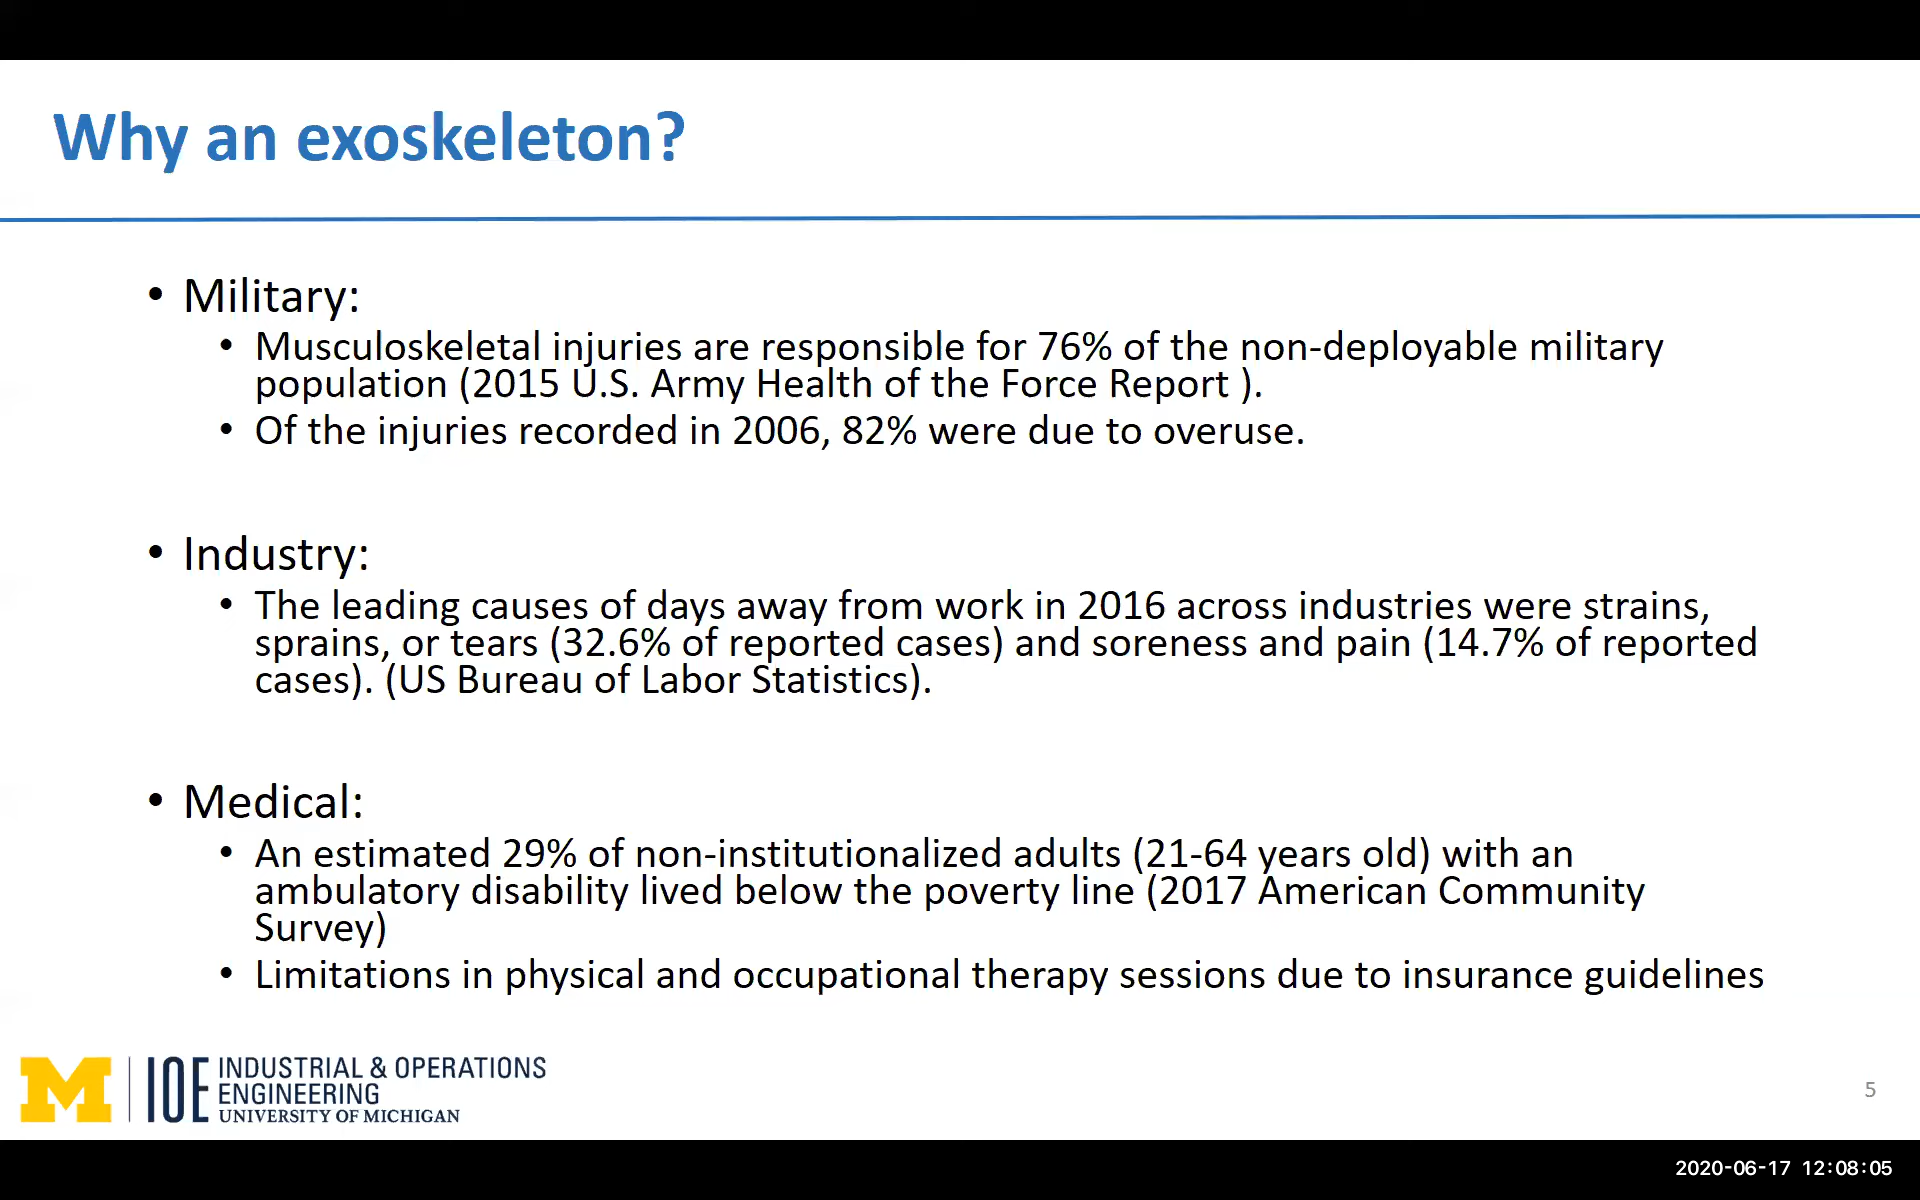 Why an exoskeleton?
• Military:
• Musculoskeletal injuries are responsible for 76% of the non-deployable military
population (2015 U.S. Army Health of the Force Report ).
• Of the injuries recorded in 2006, 82% were due to overuse.
• Industry:
• The leading causes of days away from work in 2016 across industries were strains,
sprains, or tears (32.6% of reported cases) and soreness and pain (14.7% of reported
cases). (US Bureau of Labor Statistics).
• Medical:
• An estimated 29% of non-institutionalized adults (21-64 years old) with an
ambulatory disability lived below the poverty line (2017 American Community
Survey)
• Limitations in physical and occupational therapy sessions due to insurance guidelines
M
IOE
INDUSTRIAL & OPERATIONS
ENGINEERING
UNIVERSITY OF MICHIGAN
5
2020-06-17 12:08:05